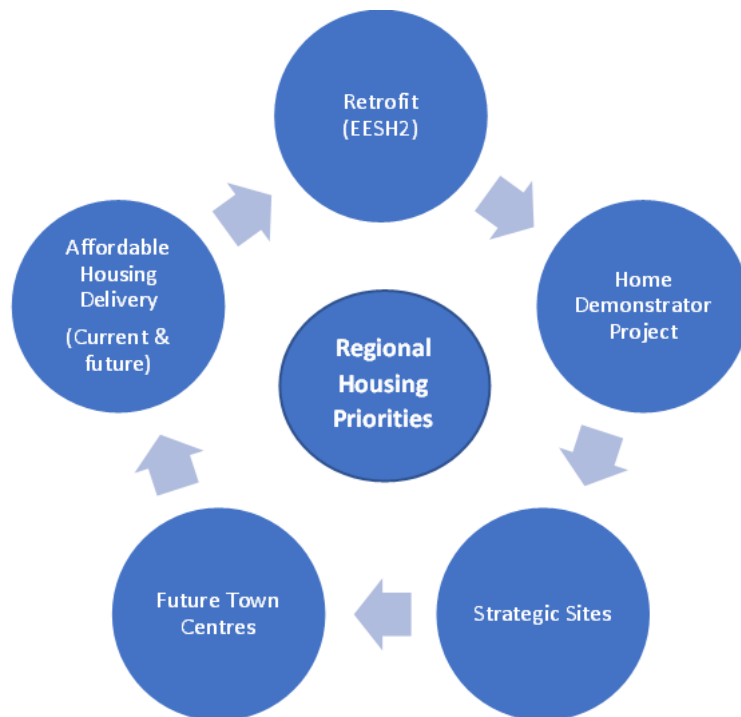 Retrofit
(EESH2)
Home
Demonstrator
Project
Strategic Sites
Future Town
Centres
Affordable
Housing
Delivery
(Current &
future)
Regional
Housing
Priorities